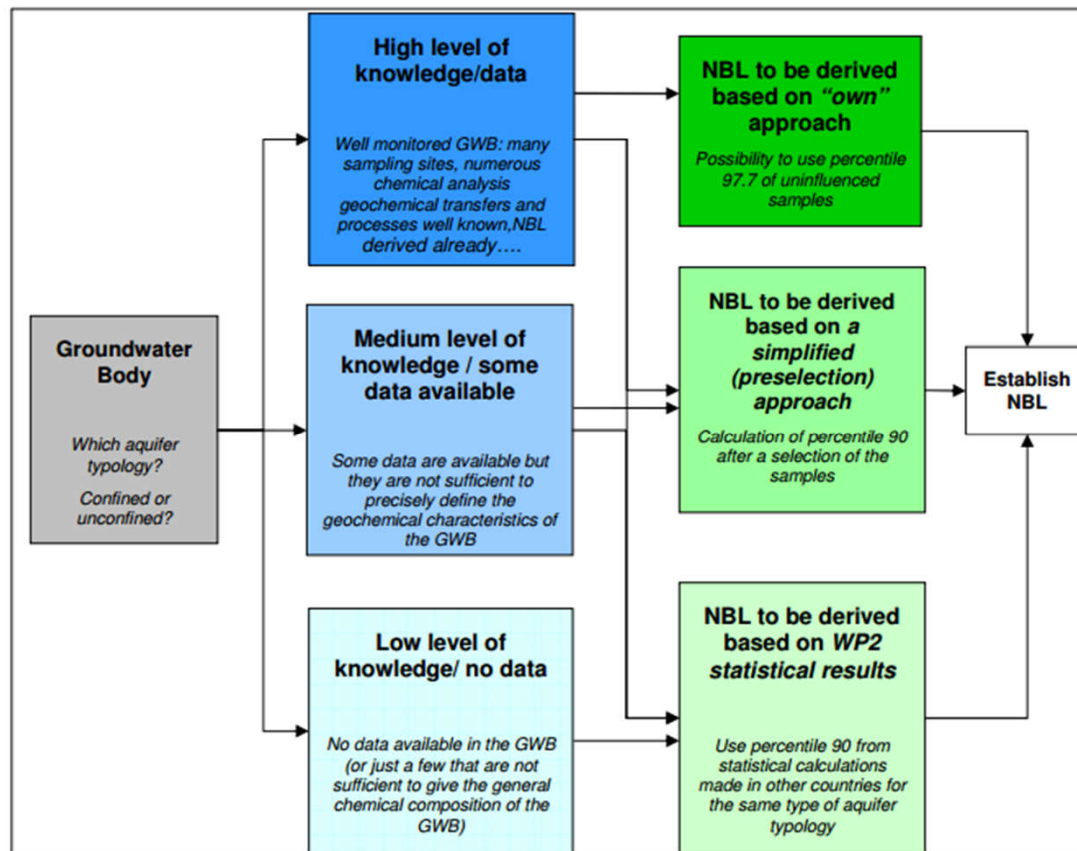 Groundwater
Body
Which aquifer
typology?
Confined or
unconfined?
High level of
knowledge/data
Well monitored GWB: many
sampling sites, numerous
chemical analysis
geochemical transfers and
processes well known,NBL
derived already….
Medium level of
knowledge / some
data available
Some data are available but
they are not sufficient to
precisely define the
geochemical characteristics of
the GWB
Low level of
knowledge/ no data
No data available in the GWB
(or just a few that are not
sufficient to give the general
chemical composition of the
GWB)
NBL to be derived
based on “own”
approach
Possibility to use percentile
97.7 of uninfluenced
samples
NBL to be derived
based on a
simplified
(preselection)
approach
Calculation of percentile 90
after a selection of the
samples
NBL to be derived
based on WP2
statistical results
Use percentile 90 from
statistical calculations
made in other countries for
the same type of aquifer
typology
Establish
NBL